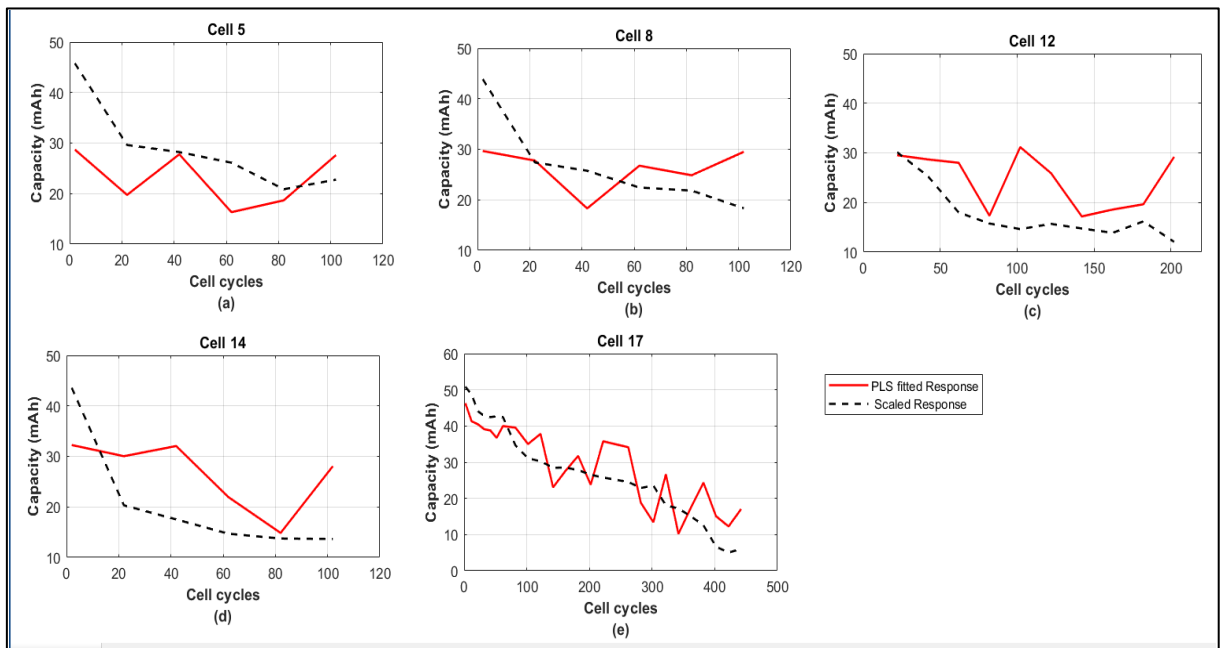 Cell 5
50
40
30
20
10
Capacity (mAh)
0 20 40 60 80 100 120
Cell cycles
(a)
Cell 8
50
40
30
20
10
Capacity (mAh)
0 20 40 60 80 100 120
Cell cycles
(b)
Cell 12
50
40
30
20
10
Capacity (mAh)
50 100 150 200
Cell cycles
(c)
Cell 14
50
40
30
20
10
Capacity (mAh)
0 20 40 60 80 100 120
Cell cycles
(d)
Cell 17
60
50
40
30
20
10
0
Capacity (mAh)
0 100 200 300 400 500
Cell cycles
(e)
PLS fitted Response
Scaled Response